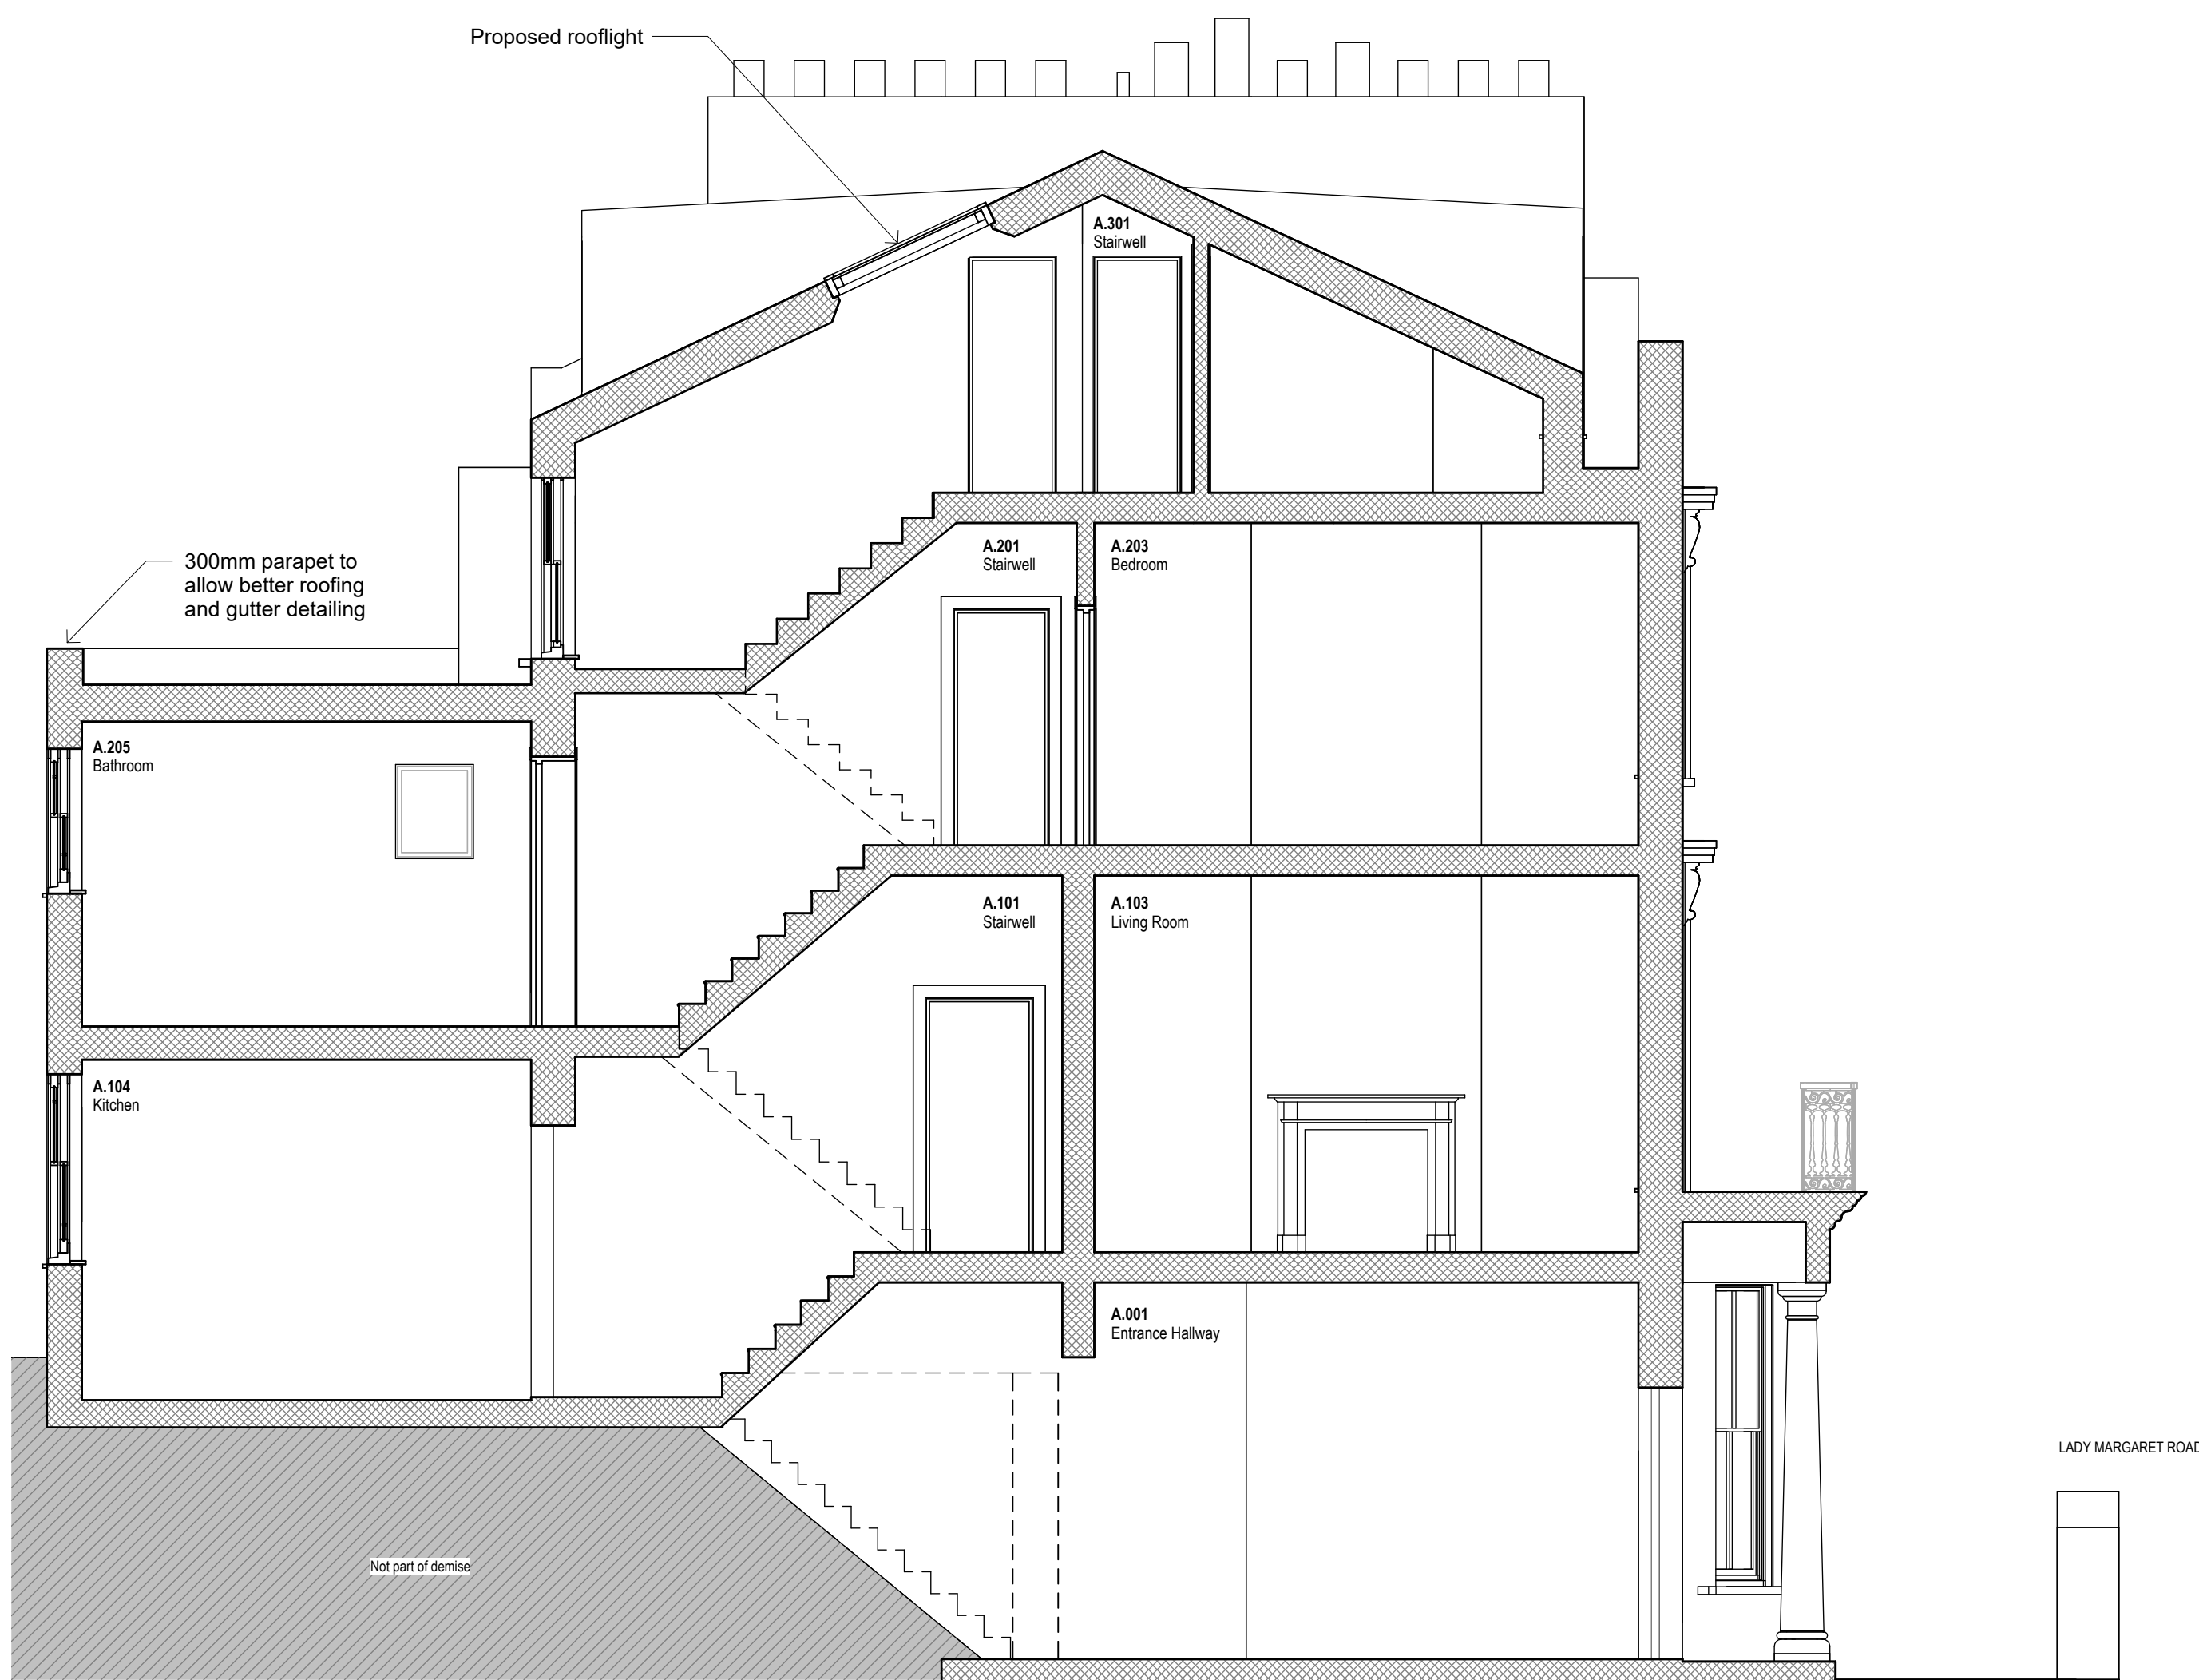 Proposed rooflight
A.301
Stairwell
300mm parapet to
allow better roofing
and gutter detailing
A.201
Stairwell
A.203
Bedroom
A.205
Bathroom
A.101
Stairwell
A.103
Living Room
A.104
Kitchen
A.001
Entrance Hallway
LADY MARGARET ROAD
Not part of demise